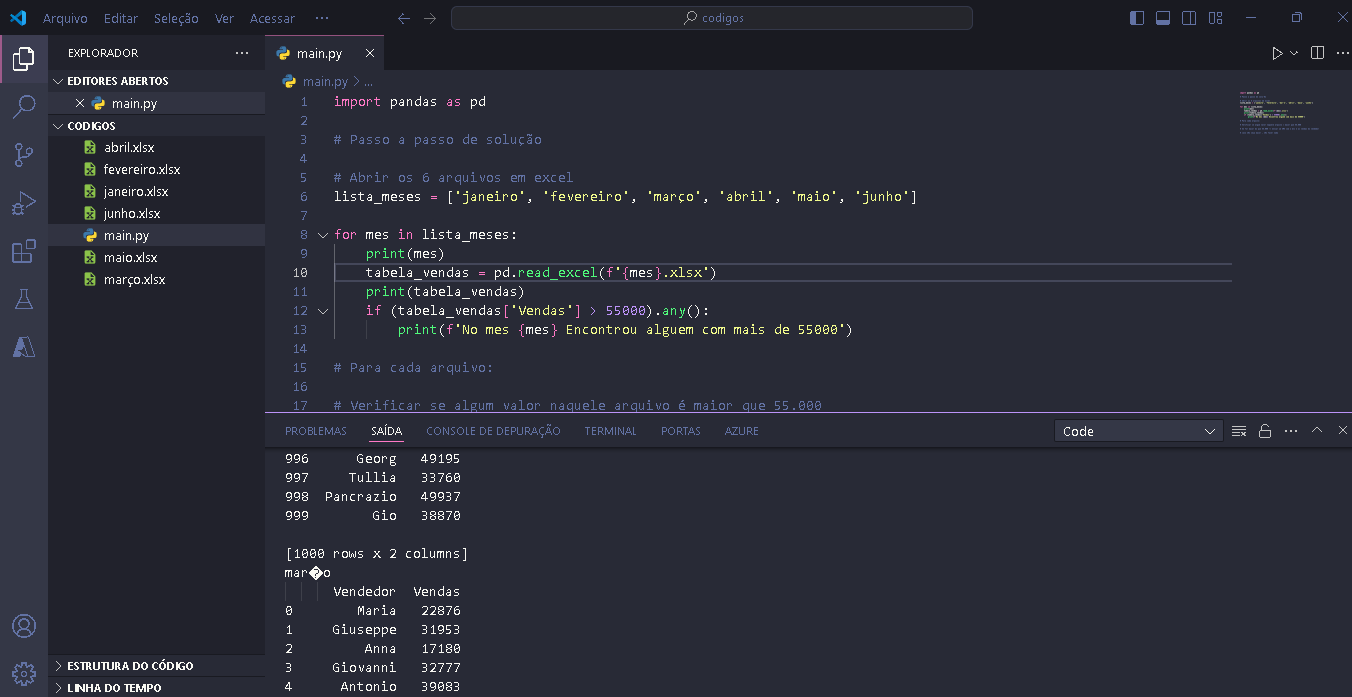 Arquivo Editar Seleção Ver Acessar ···
codigos
EXPLORADOR ···
EDITORES ABERTOS
main.py
CODIGOS
abril.xlsx
fevereiro.xlsx
janeiro.xlsx
junho.xlsx
main.py
maio.xlsx
março.xlsx
ESTRUTURA DO CÓDIGO
LINHA DO TEMPO
main.py
main.py > ...
1 import pandas as pd
2
3 # Passo a passo de solução
4
5 # Abrir os 6 arquivos em excel
6 lista_meses = ['janeiro', 'fevereiro', 'março', 'abril', 'maio', 'junho']
7
8 for mes in lista_meses:
9 print(mes)
10 tabela_vendas = pd.read_excel(f'{mes}.xlsx')
11 print(tabela_vendas)
12 if (tabela_vendas['Vendas'] > 55000).any():
13 print(f'No mes {mes} Encontrou alguem com mais de 55000')
14
15 # Para cada arquivo:
16
17 # Verificar se algum valor naquele arquivo é maior que 55.000
PROBLEMAS SAÍDA CONSOLE DE DEPURAÇÃO TERMINAL PORTAS AZURE
Code
996 Georg 49195
997 Tullia 33760
998 Pancrazio 49937
999 Gio 38870
[1000 rows x 2 columns]
mar�o
Vendedor Vendas
0 Maria 22876
1 Giuseppe 31953
2 Anna 17180
3 Giovanni 32777
4 Antonio 39083